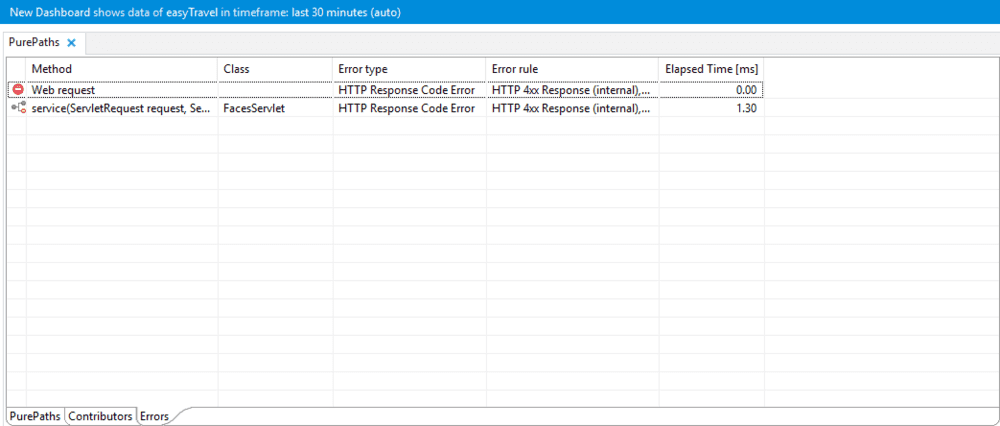 New Dashboard shows data of easyTravel in timeframe: last 30 minutes (auto)
PurePaths
Method Class Error type Error rule Elapsed Time [ms]
Web request HTTP Response Code Error HTTP 4xx Response (internal),... 0.00
service(ServletRequest request, Se... FacesServlet HTTP Response Code Error HTTP 4xx Response (internal),... 1.30
PurePaths Contributors Errors